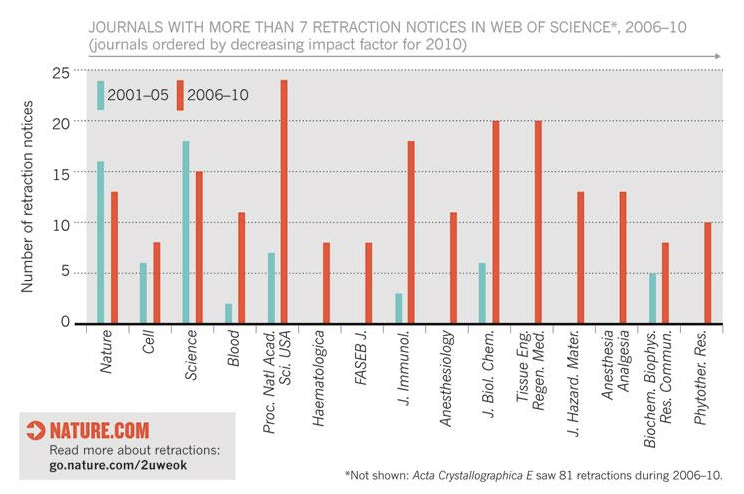 JOURNALS WITH MORE THAN 7 RETRACTION NOTICES IN WEB OF SCIENCE*, 2006–10
(journals ordered by decreasing impact factor for 2010)
25
2001–05
2006–10
20
15
10
5
0
Number of retraction notices
Nature
Cell
Science
Blood
Proc. Natl Acad.
Sci. USA
Haematologica
FASEB J.
J. Immunol.
Anesthesiology
J. Biol. Chem.
Tissue Eng.
Regen. Med.
J. Hazard. Mater.
Anesthesia
Analgesia
Biochem. Biophys.
Res. Commun.
Phytother. Res.
NATURE.COM
Read more about retractions:
go.nature.com/2uweok
*Not shown: Acta Crystallographica E saw 81 retractions during 2006–10.